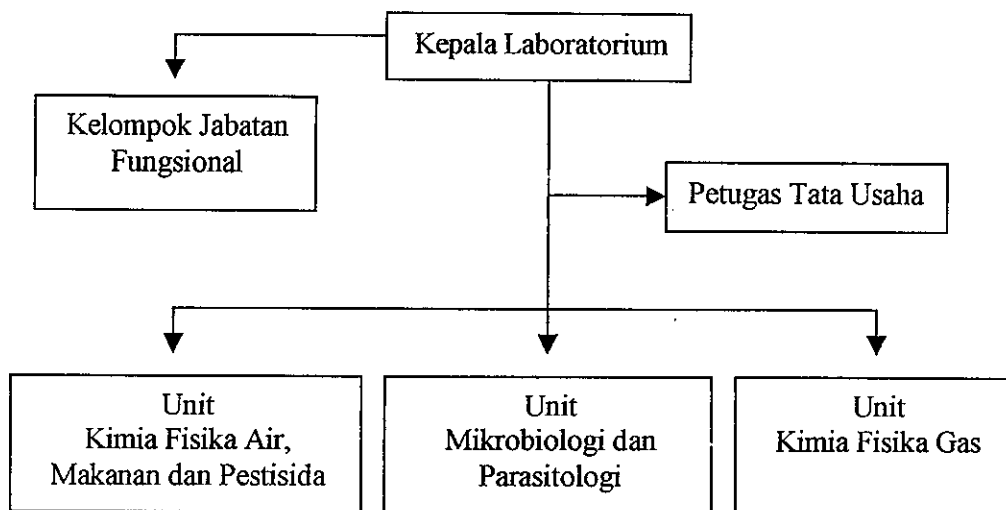 Kepala Laboratorium
Kelompok Jabatan
Fungsional
Petugas Tata Usaha
Unit
Kimia Fisika Air,
Makanan dan Pestisida
Unit
Mikrobiologi dan
Parasitologi
Unit
Kimia Fisika Gas